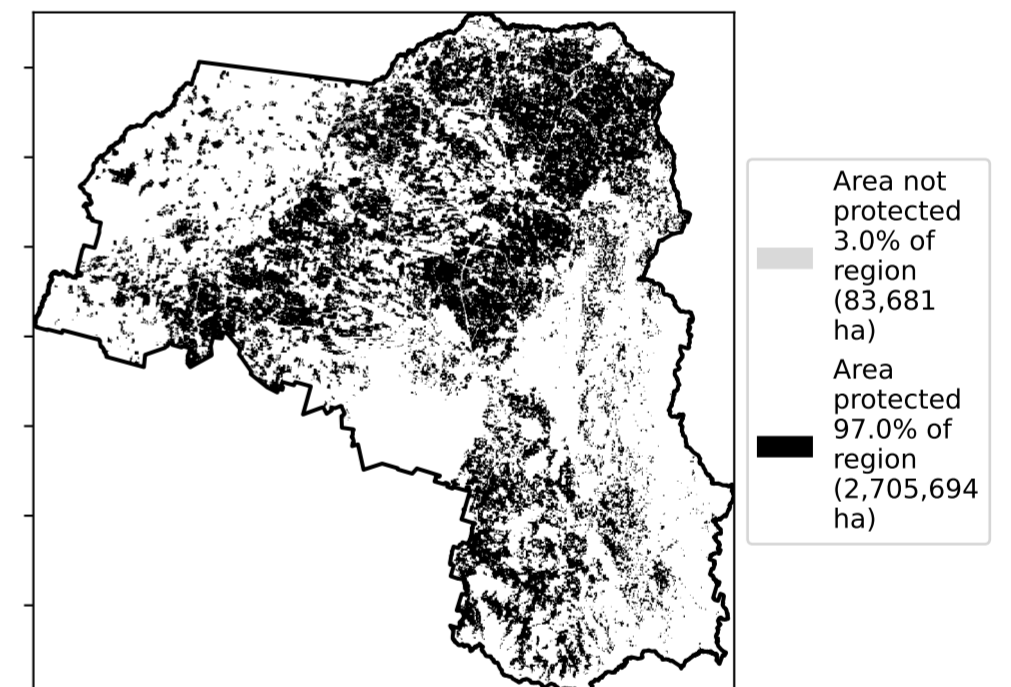 Area not
protected
3.0% of
region
(83,681
ha)
Area
protected
97.0% of
region
(2,705,694
ha)